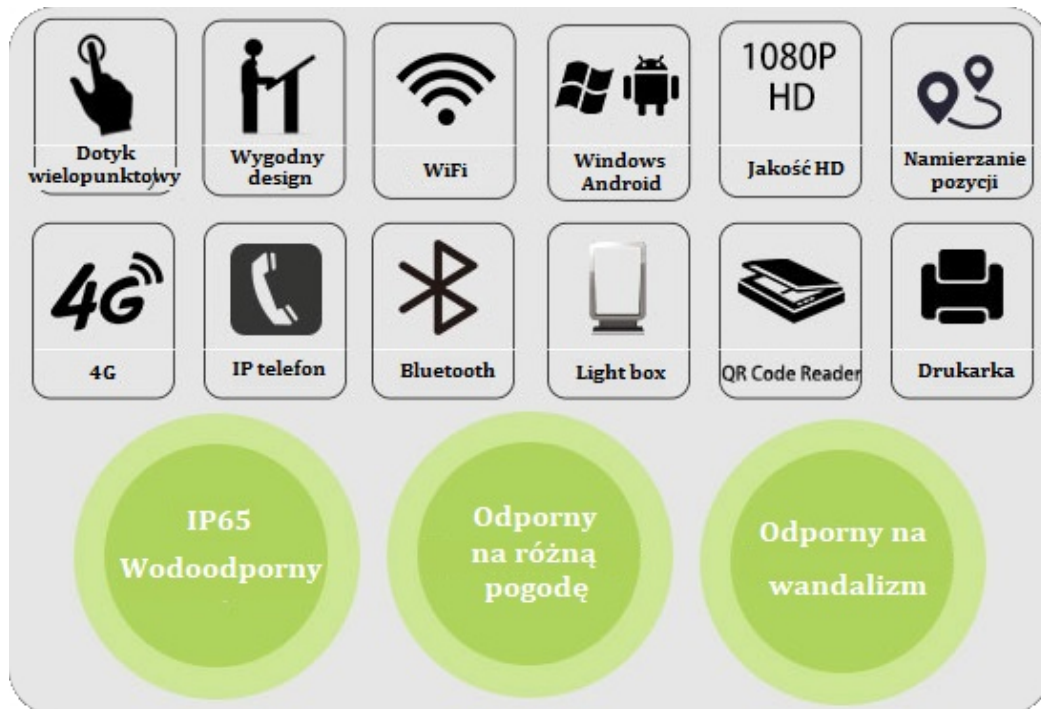 1080P
HD
Dotyk
wielopunktowy
Wygodny
design
WiFi
Windows
Android
Jakość HD
Namierzanie
pozycji
4G
4G
IP telefon
Bluetooth
Light box
QR Code Reader
Drukarka
IP65
Wodoodporny
Odporny
na różną
pogodę
Odporny na
wandalizm